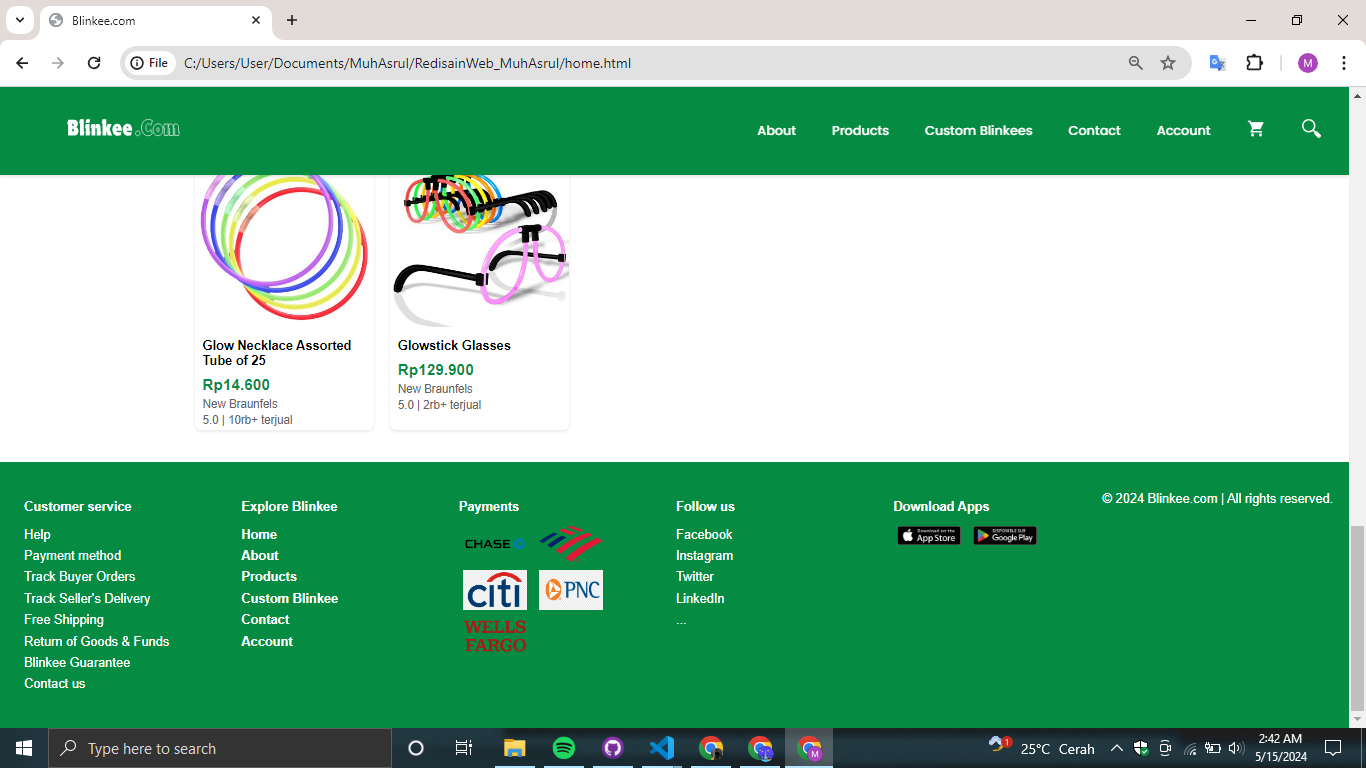 Blinkee.com
File
C:/Users/User/Documents/MuhAsrul/RedisainWeb_MuhAsrul/home.html
M
Blinkee.Com
About
Products
Custom Blinkees
Contact
Account
Glow Necklace Assorted
Tube of 25
Rp14.600
New Braunfels
5.0 | 10rb+ terjual
Glowstick Glasses
Rp129.900
New Braunfels
5.0 | 2rb+ terjual
Customer service
Help
Payment method
Track Buyer Orders
Track Seller's Delivery
Free Shipping
Return of Goods & Funds
Blinkee Guarantee
Contact us
Explore Blinkee
Home
About
Products
Custom Blinkee
Contact
Account
Payments
CHASE
citi
PNC
WELLS
FARGO
Follow us
Facebook
Instagram
Twitter
LinkedIn
...
Download Apps
Download on the
App Store
DISPONIBLE SUR
Google Play
© 2024 Blinkee.com | All rights reserved.
Type here to search
1
25°C Cerah
2:42 AM
5/15/2024